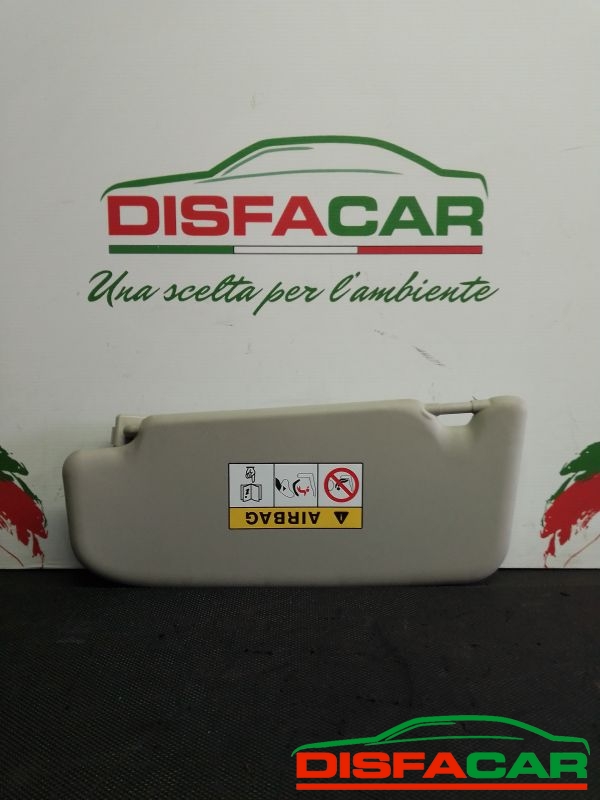 DISFACAR
Una scelta per l'ambiente
AIRBAG
DISFACAR